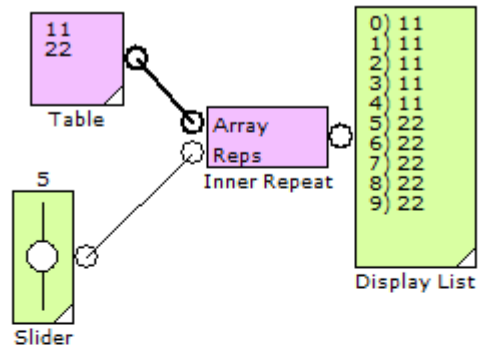 11
22
Table
5
Slider
Array
Reps
Inner Repeat
0) 11
1) 11
2) 11
3) 11
4) 11
5) 22
6) 22
7) 22
8) 22
9) 22
Display List